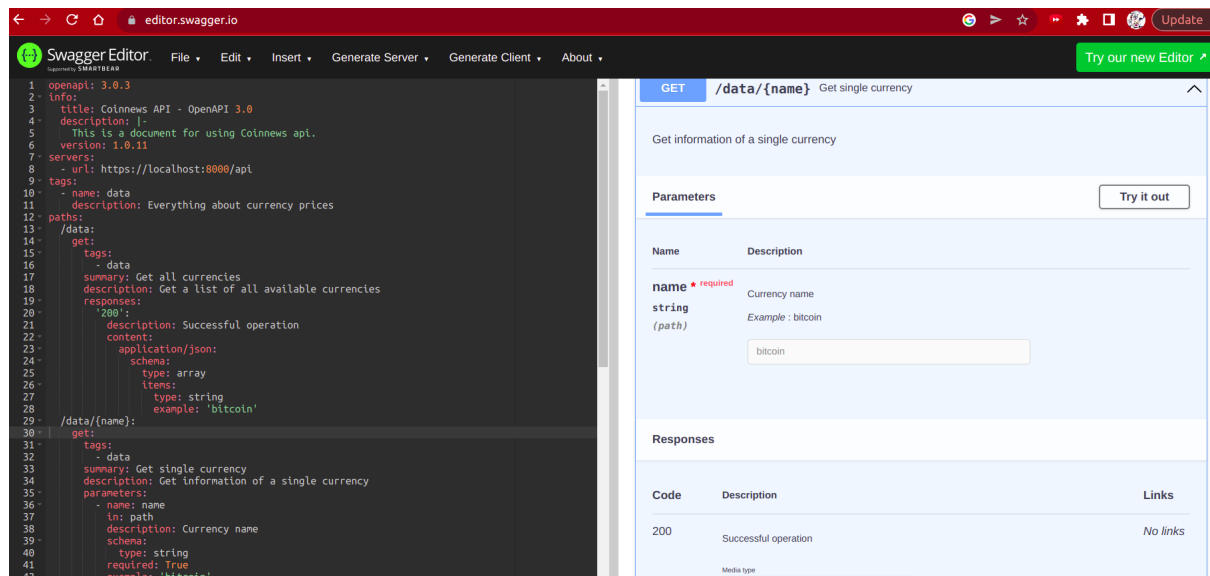 editor.swagger.io
Update
Swagger Editor.
Supported by SMARTBEAR
File
Edit
Insert
Generate Server
Generate Client
About
Try our new Editor
1 openapi: 3.0.3
2 info:
3 title: Coinnews API - OpenAPI 3.0
4 description: |-
5 This is a document for using Coinnews api.
6 version: 1.0.11
7 servers:
8 - url: https://localhost:8000/api
9 tags:
10 - name: data
11 description: Everything about currency prices
12 paths:
13 /data:
14 get:
15 tags:
16 - data
17 summary: Get all currencies
18 description: Get a list of all available currencies
19 responses:
20 '200':
21 description: Successful operation
22 content:
23 application/json:
24 schema:
25 type: array
26 items:
27 type: string
28 example: 'bitcoin'
29 /data/{name}:
30 get:
31 tags:
32 - data
33 summary: Get single currency
34 description: Get information of a single currency
35 parameters:
36 - name: name
37 in: path
38 description: Currency name
39 schema:
40 type: string
41 required: True
GET /data/{name} Get single currency
Get information of a single currency
Parameters
Try it out
Name Description
name * required
string
(path)
Currency name
Example : bitcoin
bitcoin
Responses
Code Description Links
200 Successful operation No links
Media type